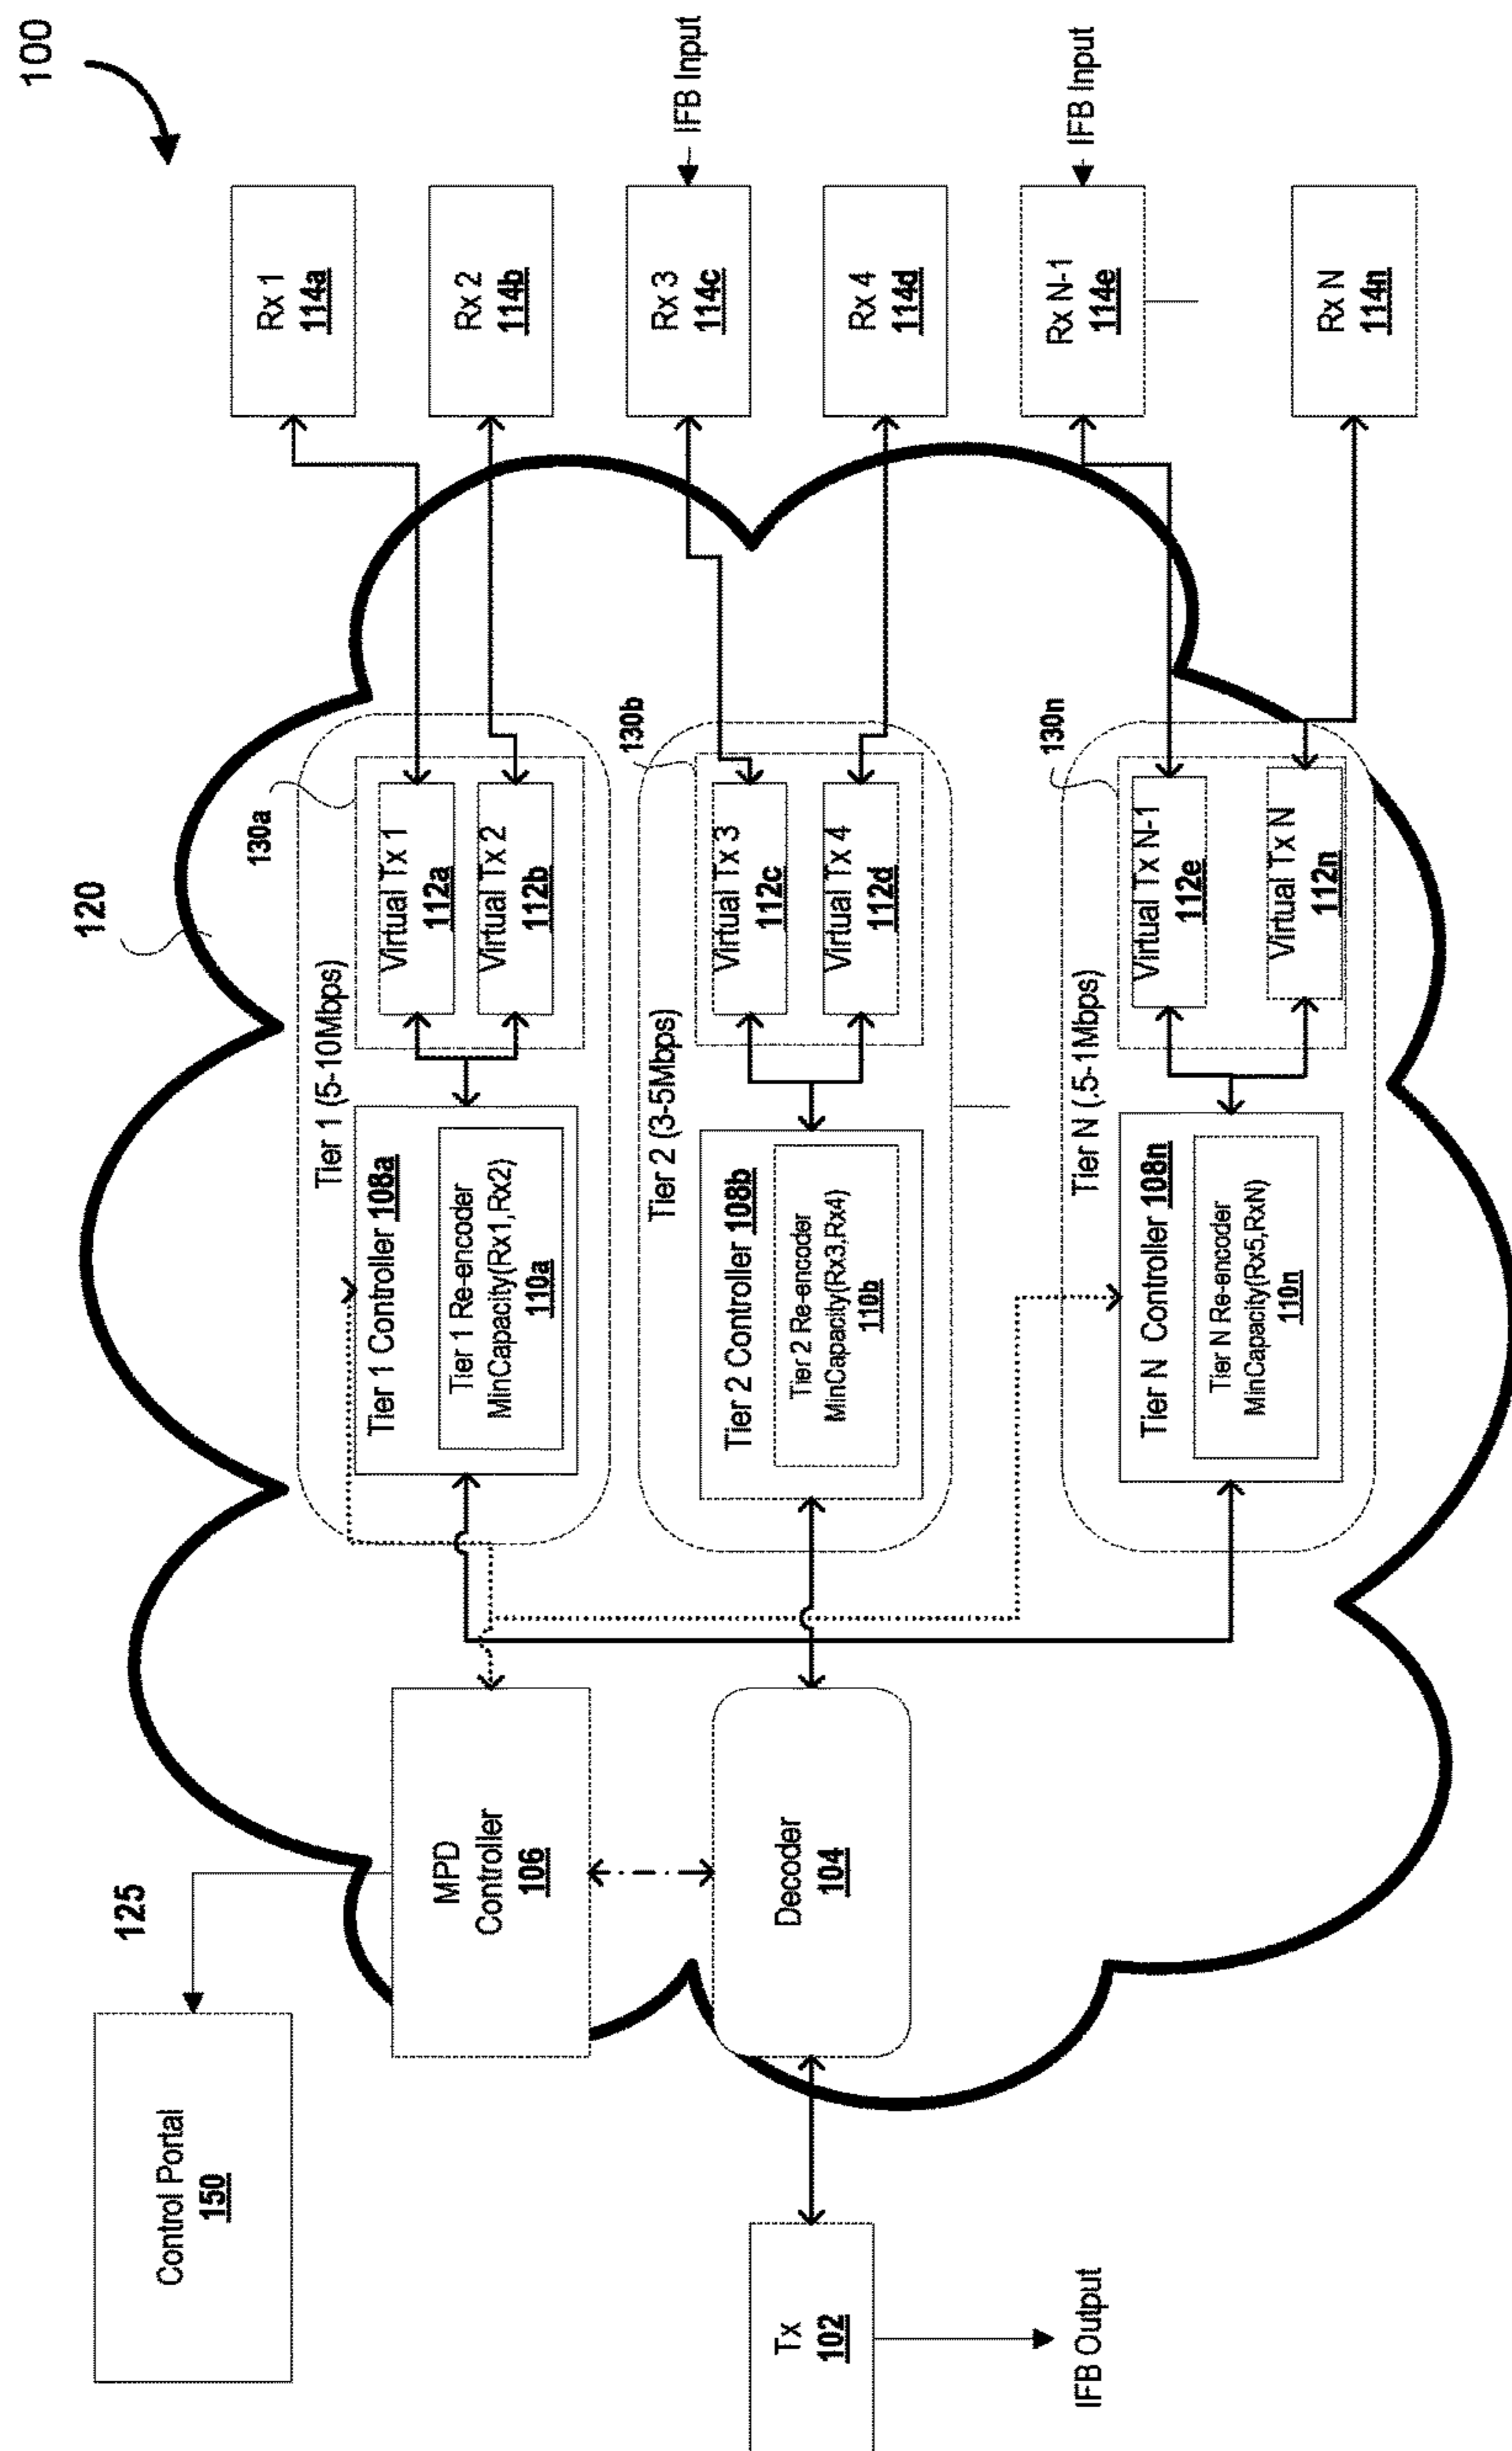 100
Control Portal
150
125
120
MPD
Controller
106
Decoder
104
Tx
102
IFB Output
Tier 1 (5-10Mbps)
Tier 1 Controller 108a
Tier 1 Re-encoder
MinCapacity(Rx1,Rx2)
110a
130a
Virtual Tx 1
112a
Virtual Tx 2
112b
Tier 2 (3-5Mbps)
Tier 2 Controller 108b
Tier 2 Re-encoder
MinCapacity(Rx3,Rx4)
110b
130b
Virtual Tx 3
112c
Virtual Tx 4
112d
Tier N (.5-1Mbps)
Tier N Controller 108n
Tier N Re-encoder
MinCapacity(Rx5,RxN)
110n
130n
Virtual Tx N-1
112e
Virtual Tx N
112n
Rx 1
114a
Rx 2
114b
Rx 3
114c
IFB Input
Rx 4
114d
Rx N-1
114e
IFB Input
Rx N
114n